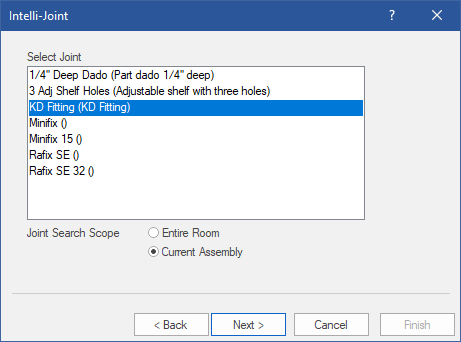 Intelli-Joint ? ×
Select Joint
1/4" Deep Dado (Part dado 1/4" deep)
3 Adj Shelf Holes (Adjustable shelf with three holes)
KD Fitting (KD Fitting)
Minifix ()
Minifix 15 ()
Rafix SE ()
Rafix SE 32 ()
Joint Search Scope
Entire Room
Current Assembly
< Back Next > Cancel Finish